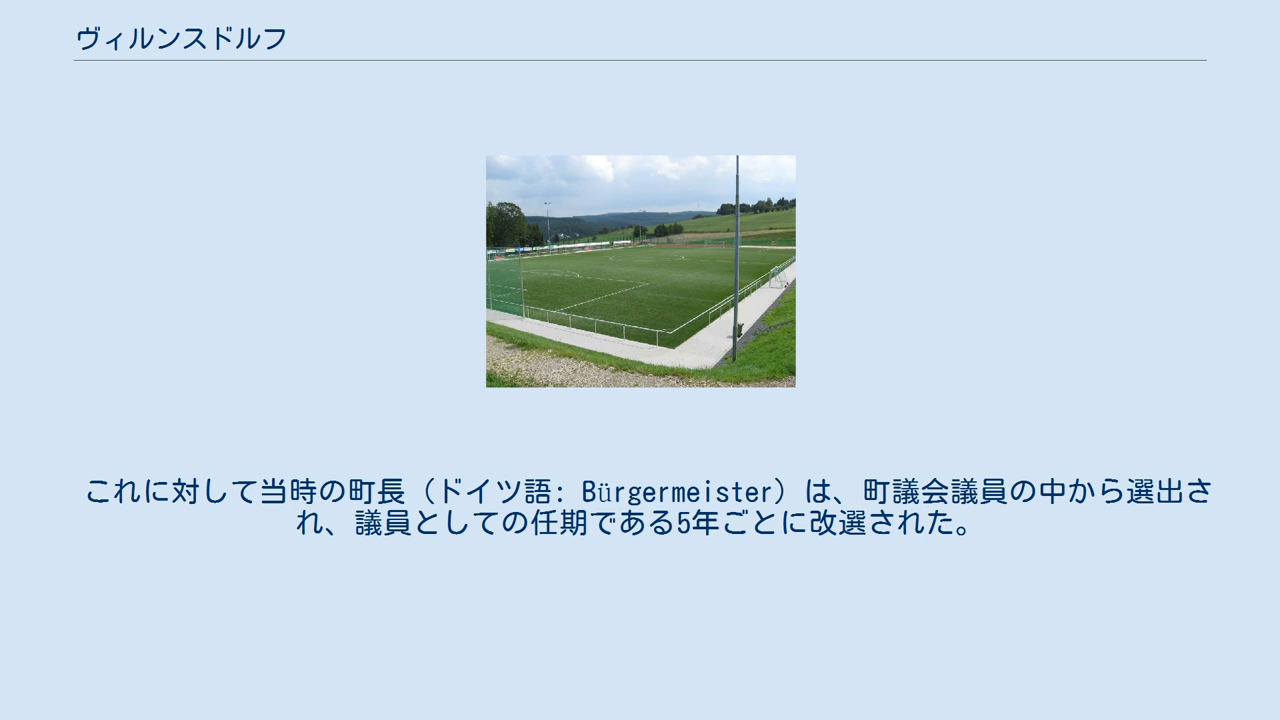 ヴィルンスドルフ
これに対して当時の町長（ドイツ語: Bürgermeister）は、町議会議員の中から選出さ
れ、議員としての任期である5年ごとに改選された。